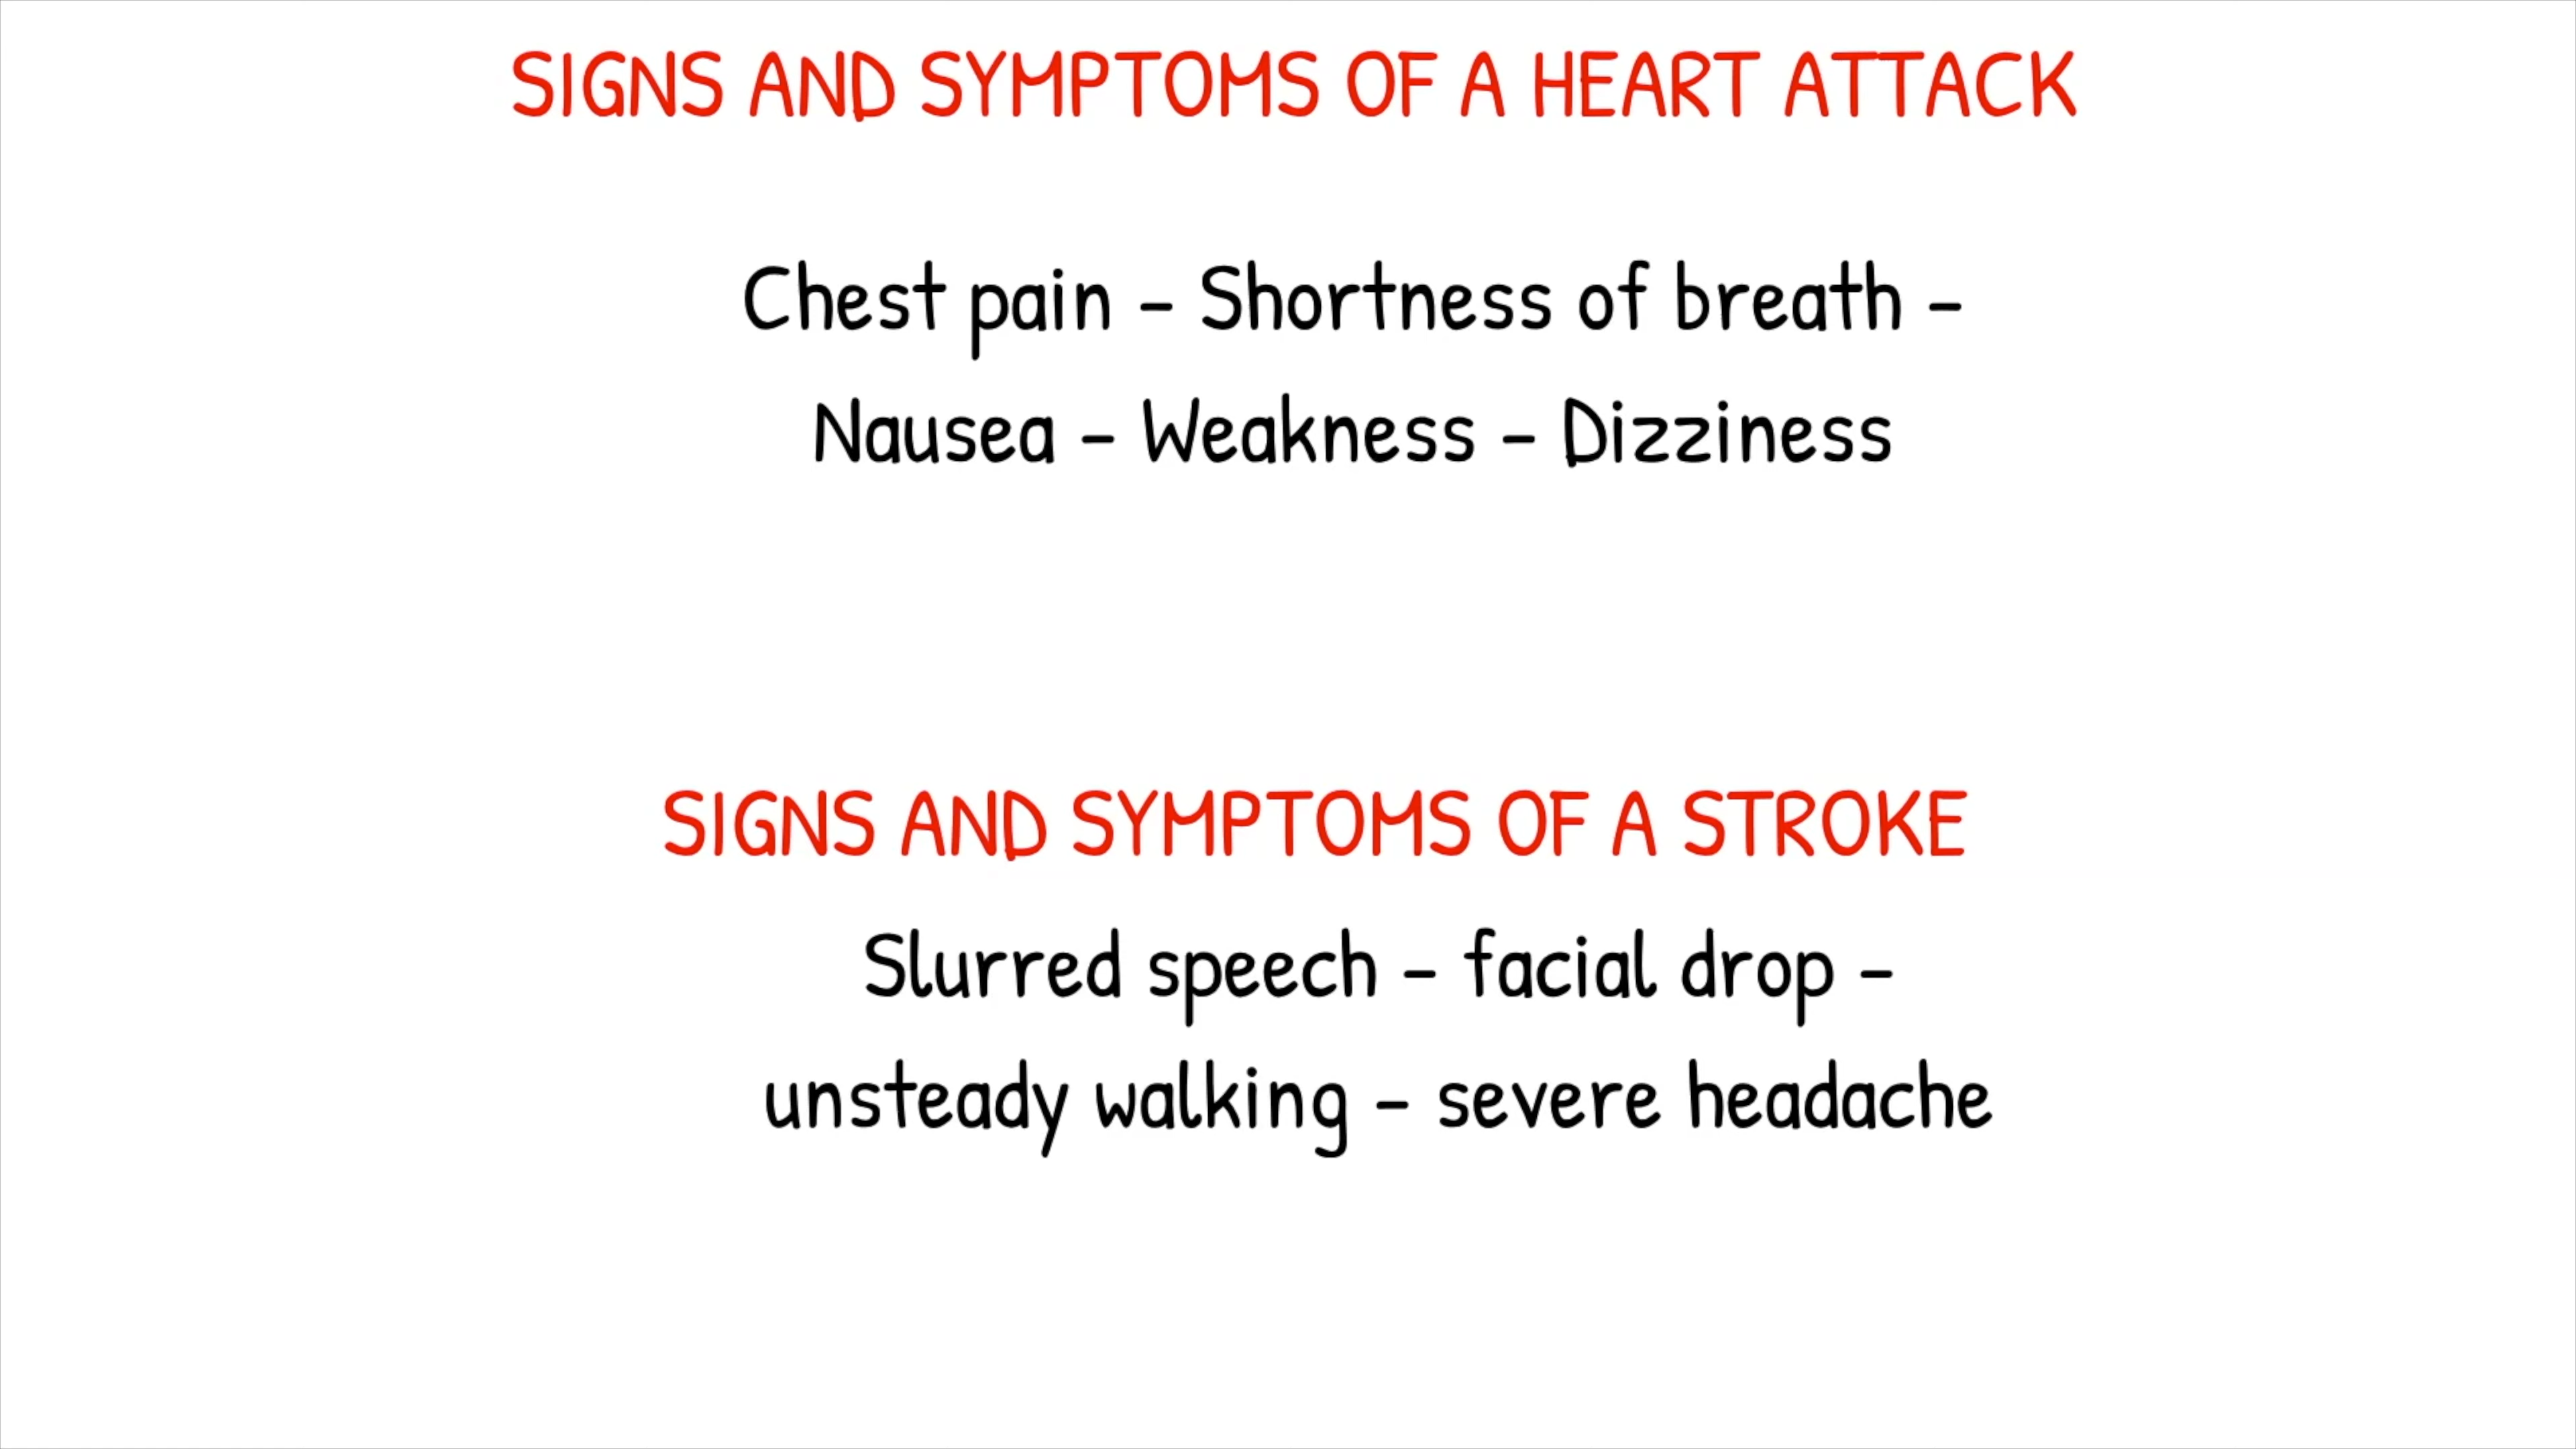 SIGNS AND SYMPTOMS OF A HEART ATTACK
Chest pain - Shortness of breath -
Nausea - Weakness - Dizziness
SIGNS AND SYMPTOMS OF A STROKE
Slurred speech - facial drop -
unsteady walking - severe headache